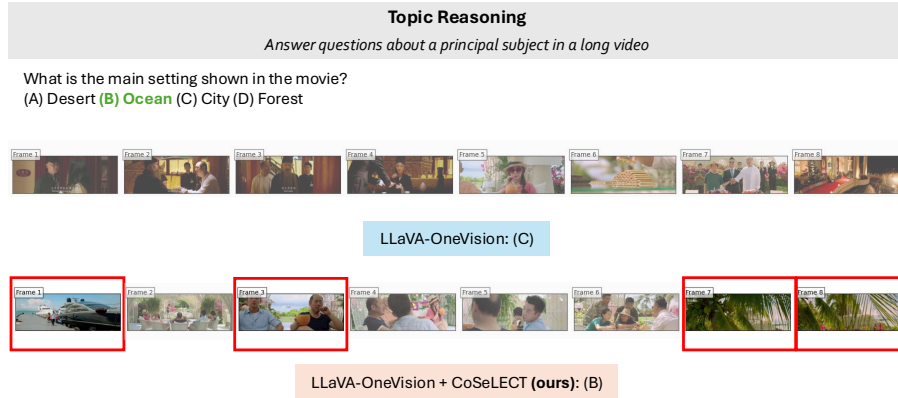 Topic Reasoning
Answer questions about a principal subject in a long video
What is the main setting shown in the movie?
(A) Desert (B) Ocean (C) City (D) Forest
Frame 1 Frame 2 Frame 3 Frame 4 Frame 5 Frame 6 Frame 7 Frame 8
LLaVA-OneVision: (C)
Frame 1 Frame 2 Frame 3 Frame 4 Frame 5 Frame 6 Frame 7 Frame 8
LLaVA-OneVision + CoSeLECT (ours): (B)